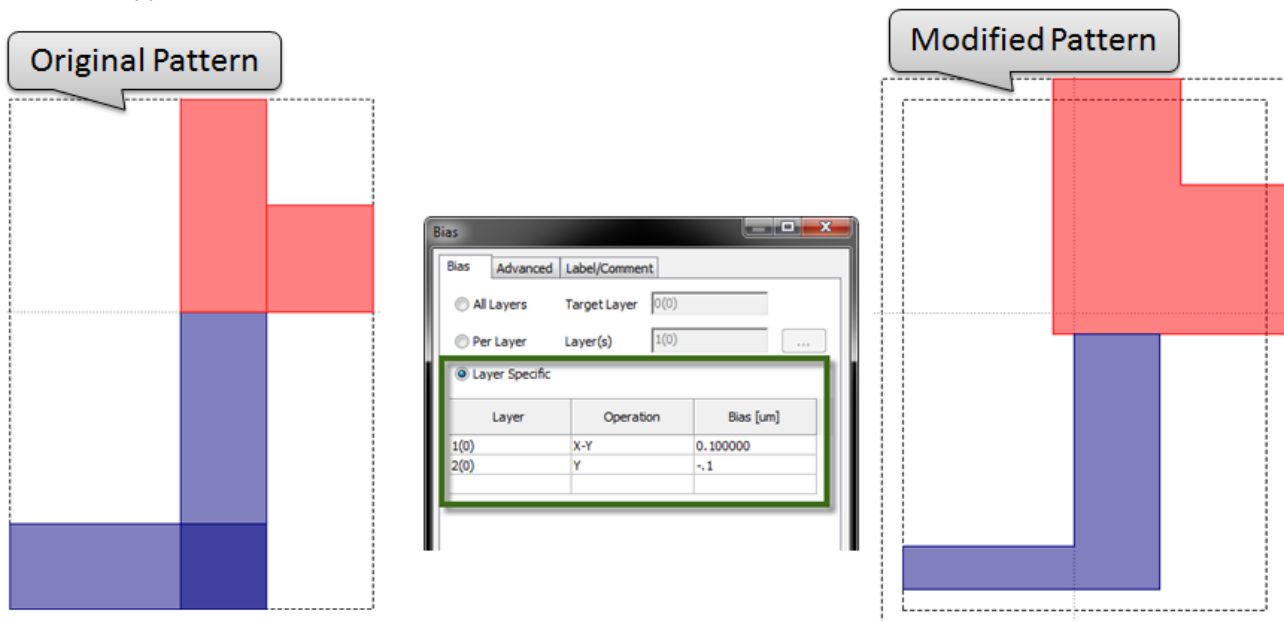 Original Pattern
Modified Pattern
Bias
Bias Advanced Label/Comment
All Layers Target Layer 0(0)
Per Layer Layer(s) 1(0) ...
Layer Specific
Layer Operation Bias [um]
1(0) X-Y 0.100000
2(0) Y -.1